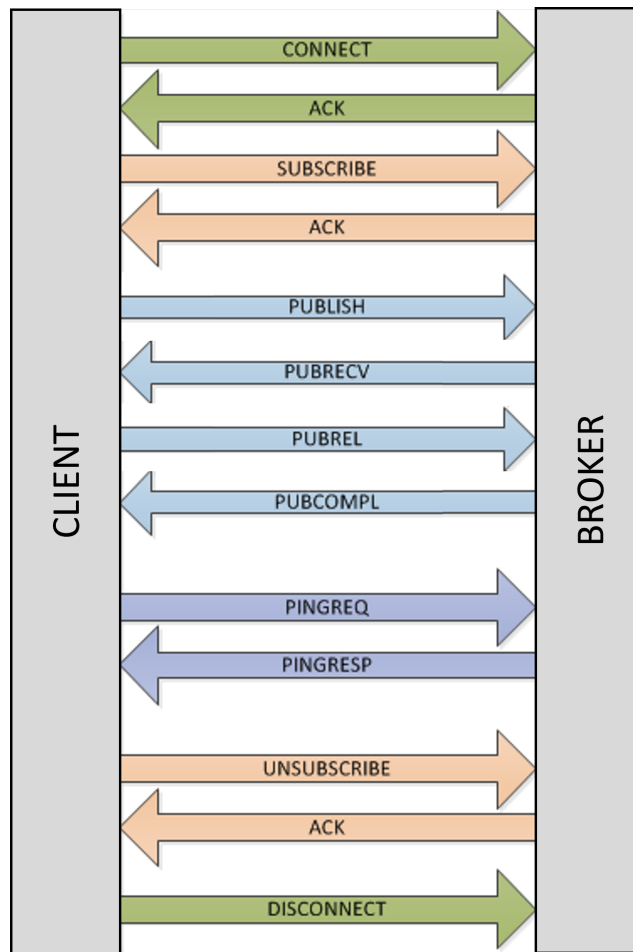 CONNECT
ACK
SUBSCRIBE
ACK
PUBLISH
PUBRECV
PUBREL
PUBCOMPL
PINGREQ
PINGRESP
UNSUBSCRIBE
ACK
DISCONNECT
CLIENT
BROKER